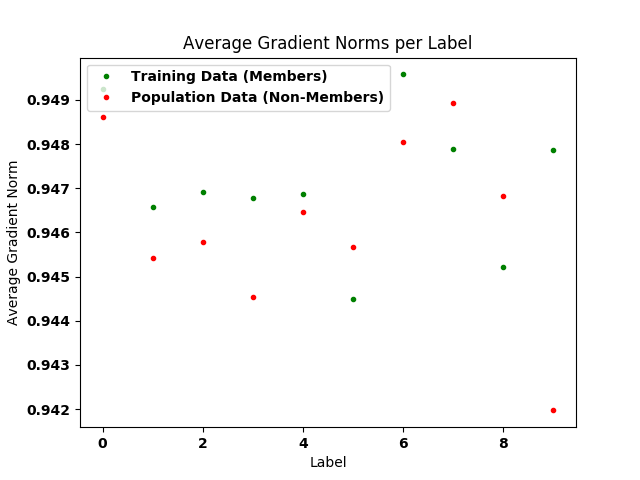 Average Gradient Norms per Label
Training Data (Members)
Population Data (Non-Members)
0.949
0.948
0.947
0.946
0.945
0.944
0.943
0.942
Average Gradient Norm
0 2 4 6 8
Label